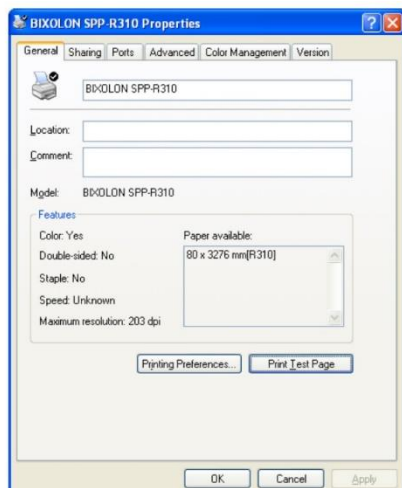 BIXOLON SPP-R310 Properties
General Sharing Ports Advanced Color Management Version
BIXOLON SPP-R310
Location:
Comment:
Model: BIXOLON SPP-R310
Features
Color: Yes Paper available:
Double-sided: No 80 x 3276 mm[R310]
Staple: No
Speed: Unknown
Maximum resolution: 203 dpi
Printing Preferences... Print Test Page
OK Cancel Apply